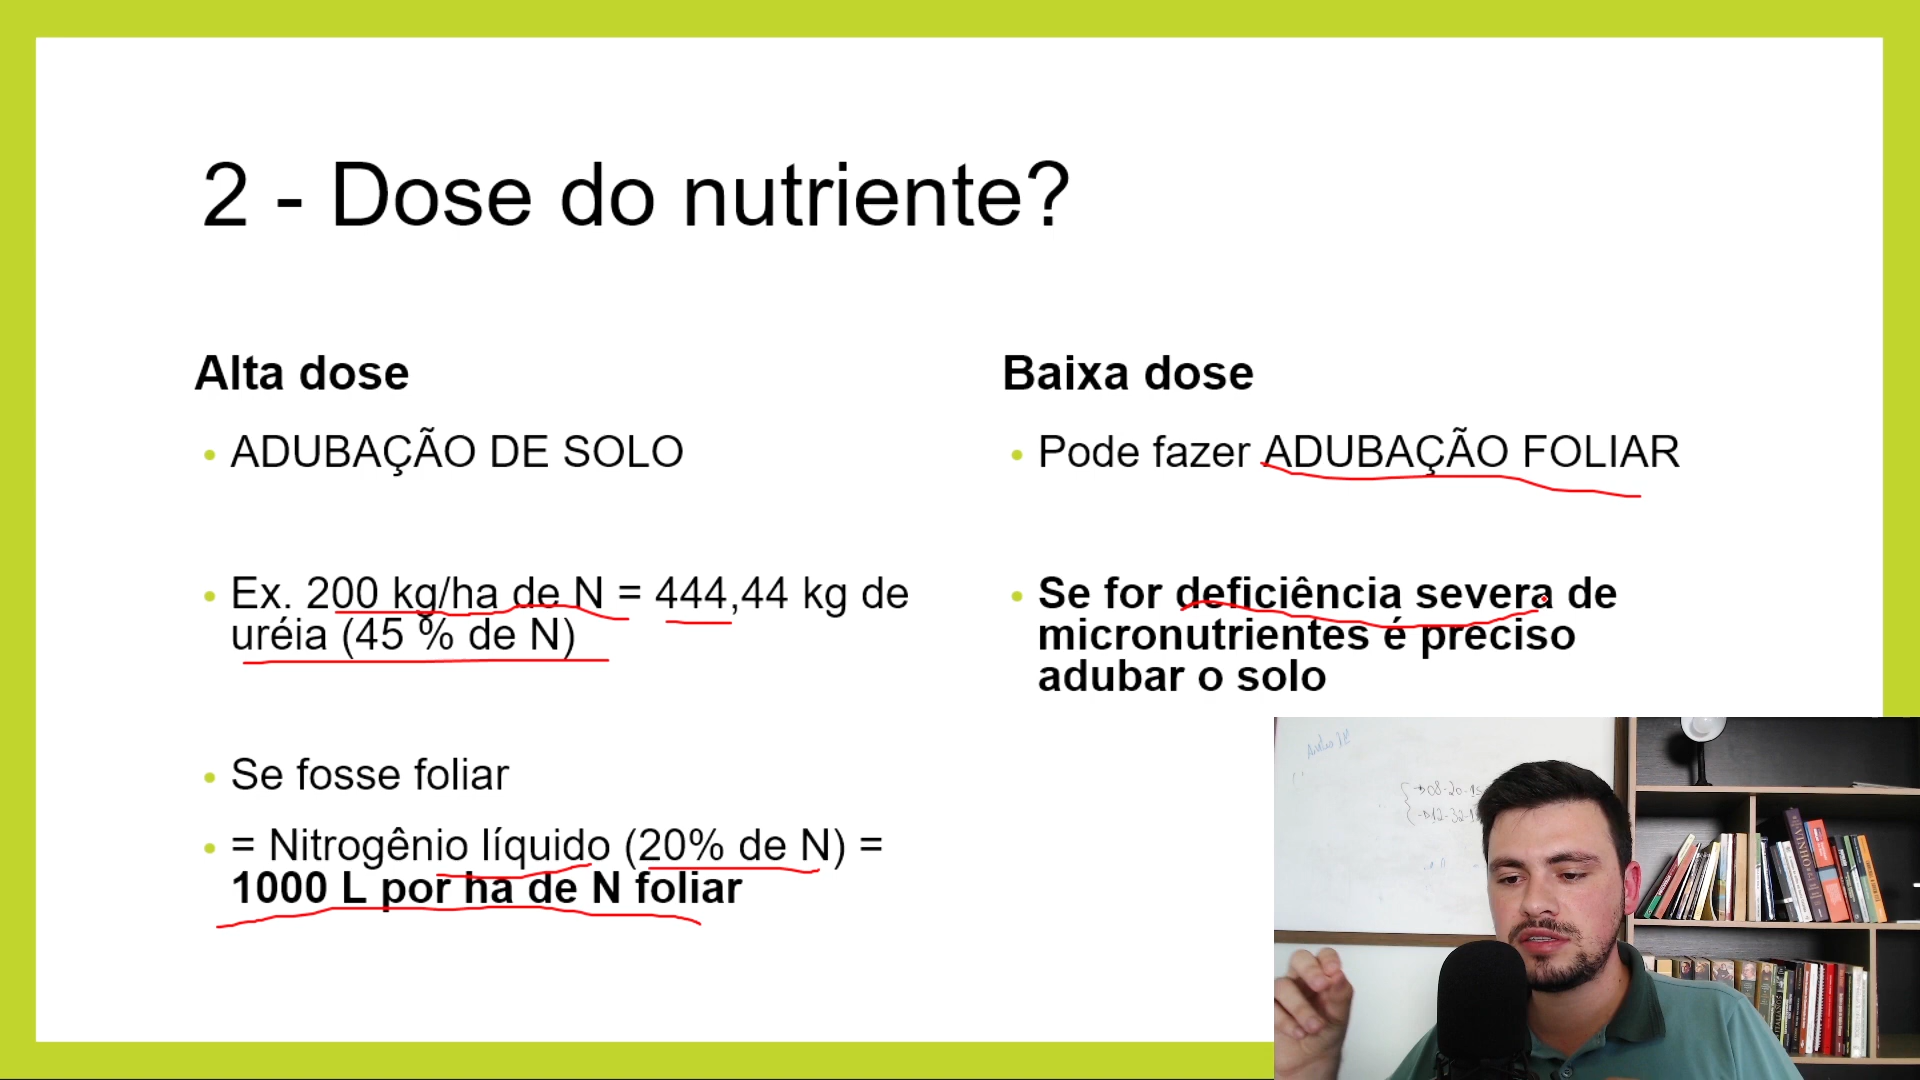 2 - Dose do nutriente?
Alta dose
• ADUBAÇÃO DE SOLO
• Ex. 200 kg/ha de N = 444,44 kg de
uréia (45 % de N)
• Se fosse foliar
• = Nitrogênio líquido (20% de N) =
1000 L por ha de N foliar
Baixa dose
• Pode fazer ADUBAÇÃO FOLIAR
• Se for deficiência severa de
micronutrientes é preciso
adubar o solo